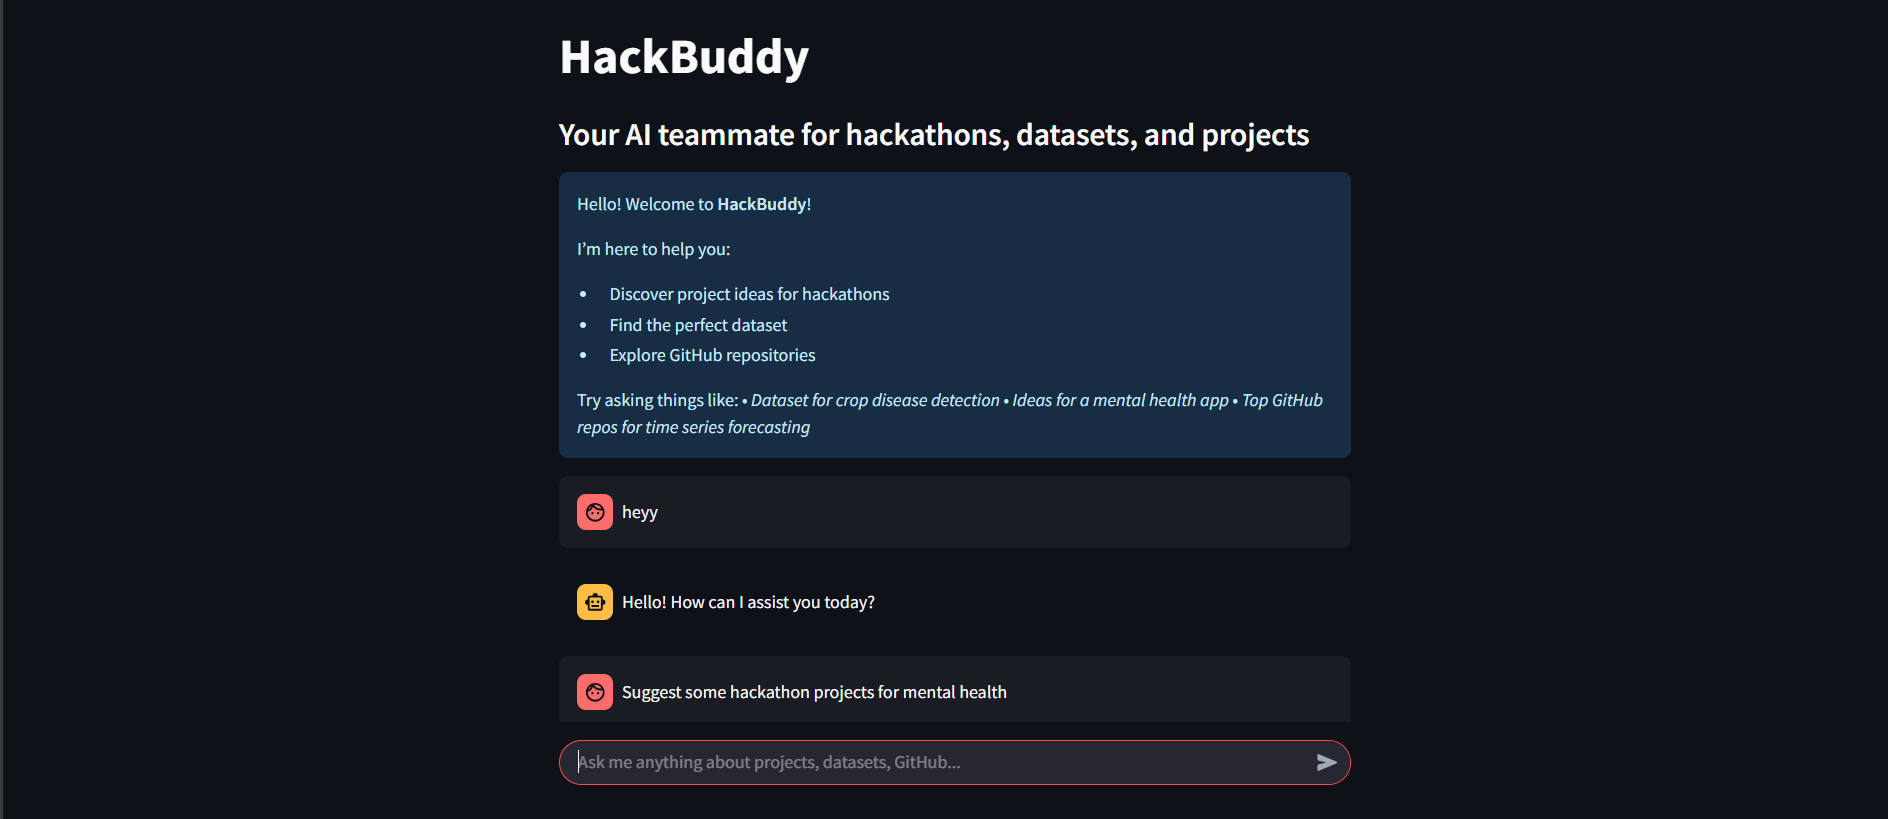 HackBuddy
Your AI teammate for hackathons, datasets, and projects
Hello! Welcome to HackBuddy!
I’m here to help you:
• Discover project ideas for hackathons
• Find the perfect dataset
• Explore GitHub repositories
Try asking things like: • Dataset for crop disease detection • Ideas for a mental health app • Top GitHub
repos for time series forecasting
heyy
Hello! How can I assist you today?
Suggest some hackathon projects for mental health
Ask me anything about projects, datasets, GitHub...